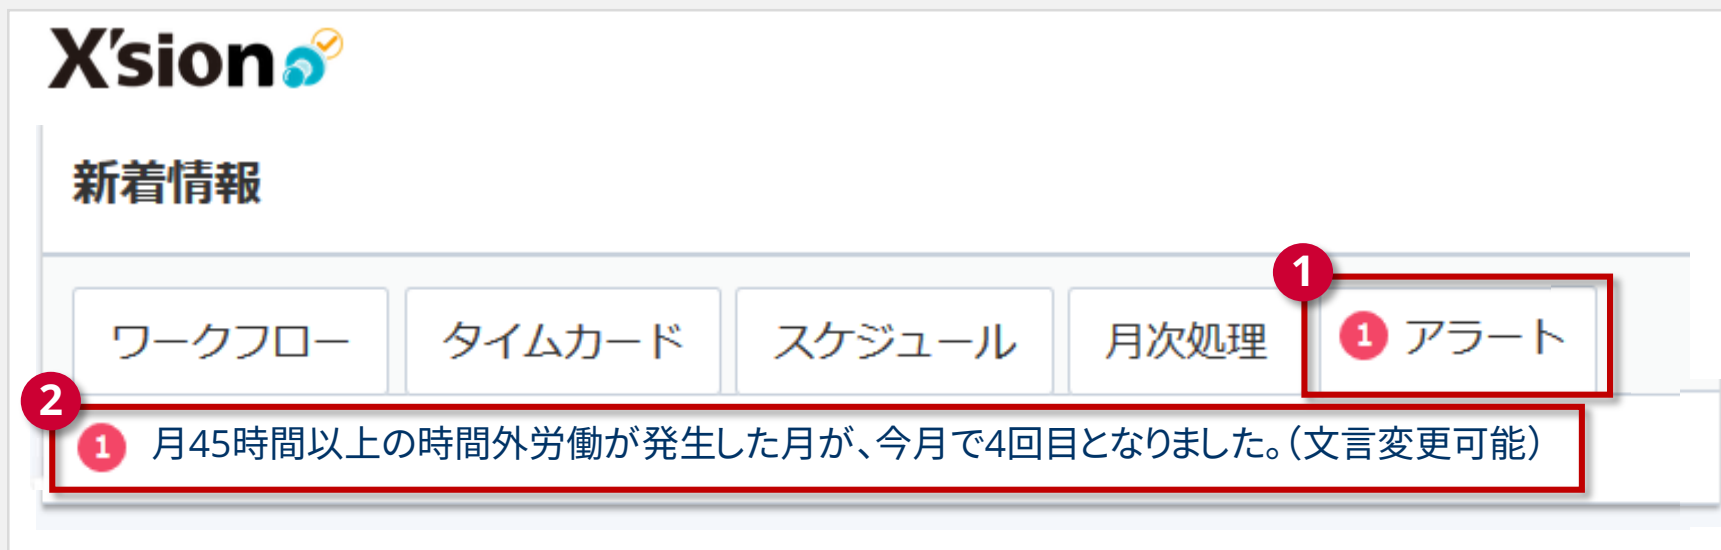 X'sion
新着情報
1
ワークフロー タイムカード スケジュール 月次処理 1 アラート
2
1 月45時間以上の時間外労働が発生した月が、今月で4回目となりました。（文言変更可能）